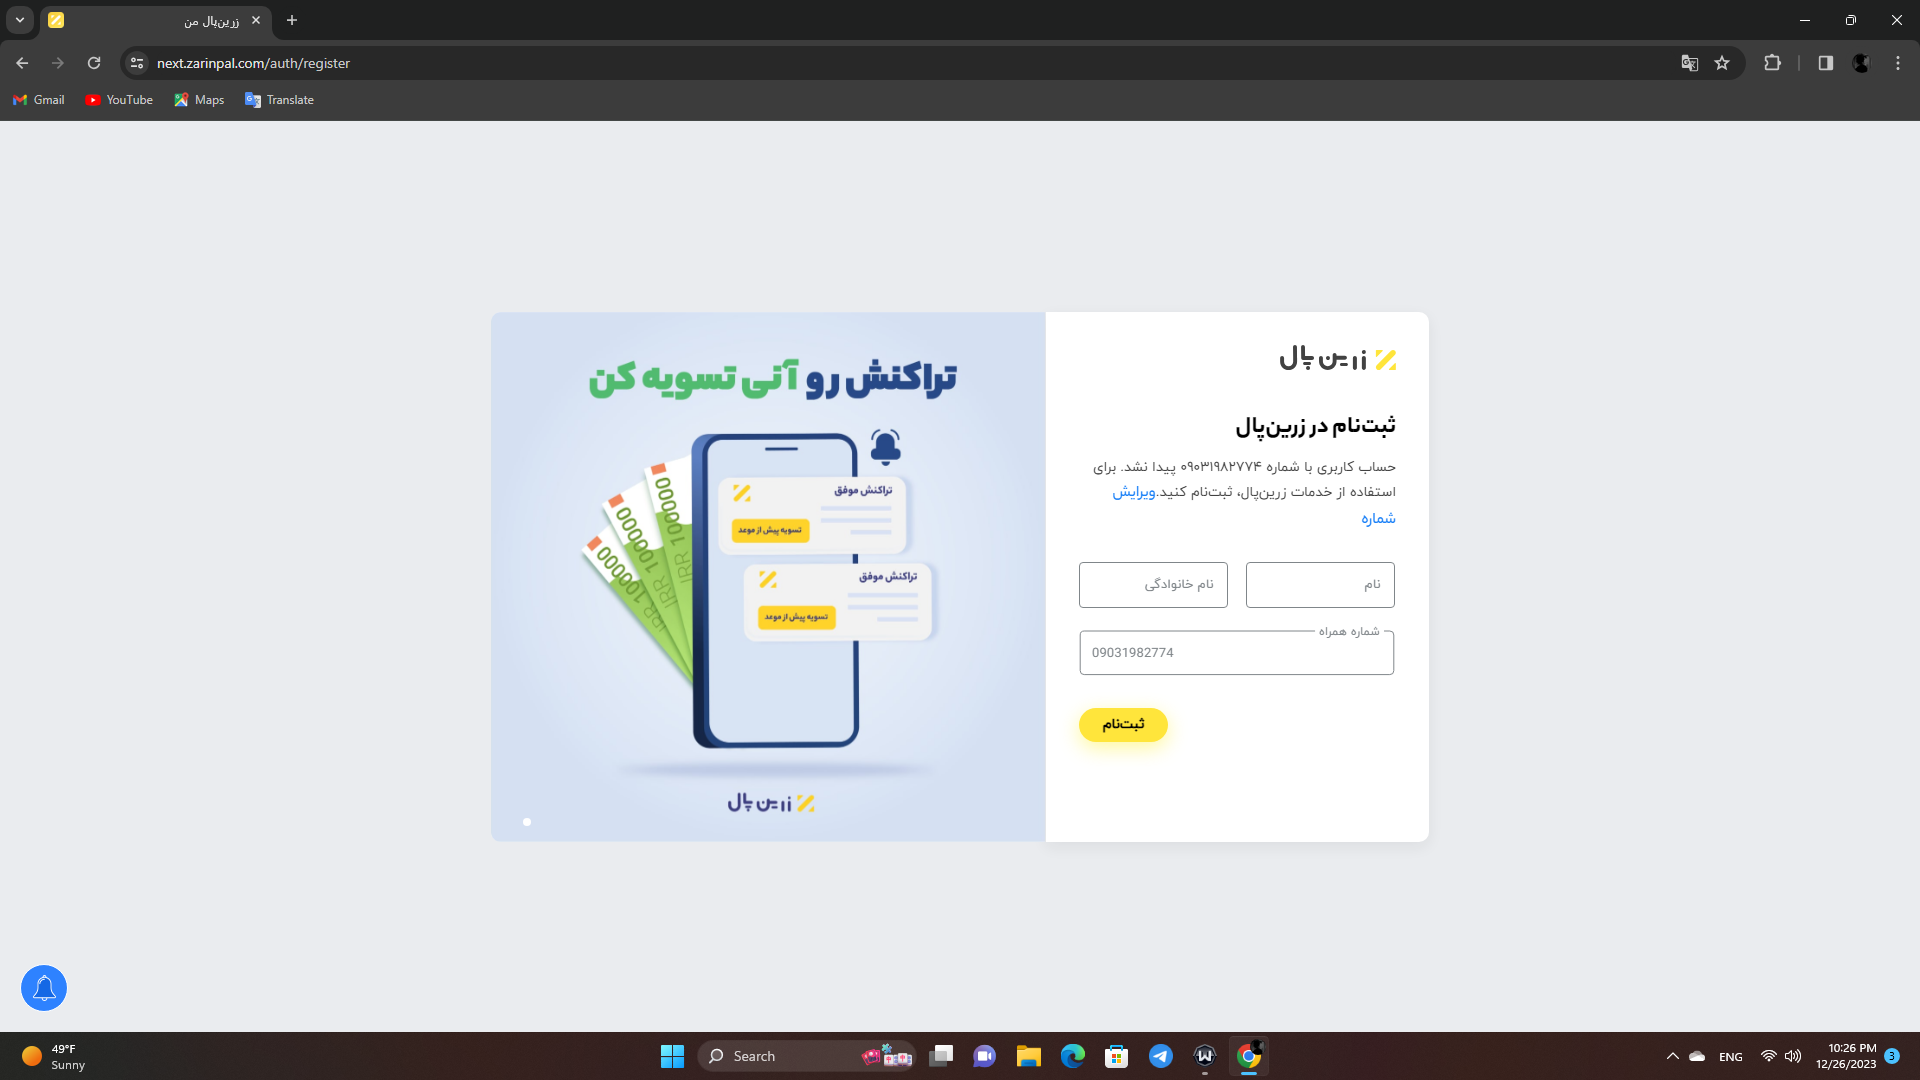 زرین‌پال من
next.zarinpal.com/auth/register
Gmail
YouTube
Maps
Translate
تراکنش رو آنی تسویه کن
تراکنش موفق
تسویه پیش از موعد
تراکنش موفق
تسویه پیش از موعد
IRR 100000
IRR 100000
IRR 100000
زرین پال
زرین پال
ثبت‌نام در زرین‌پال
حساب کاربری با شماره ۰۹۰۳۱۹۸۲۷۷۴ پیدا نشد. برای
استفاده از خدمات زرین‌پال، ثبت‌نام کنید.ویرایش
شماره
نام
نام خانوادگی
شماره همراه
09031982774
ثبت‌نام
49°F
Sunny
Search
ENG
10:26 PM
12/26/2023
3